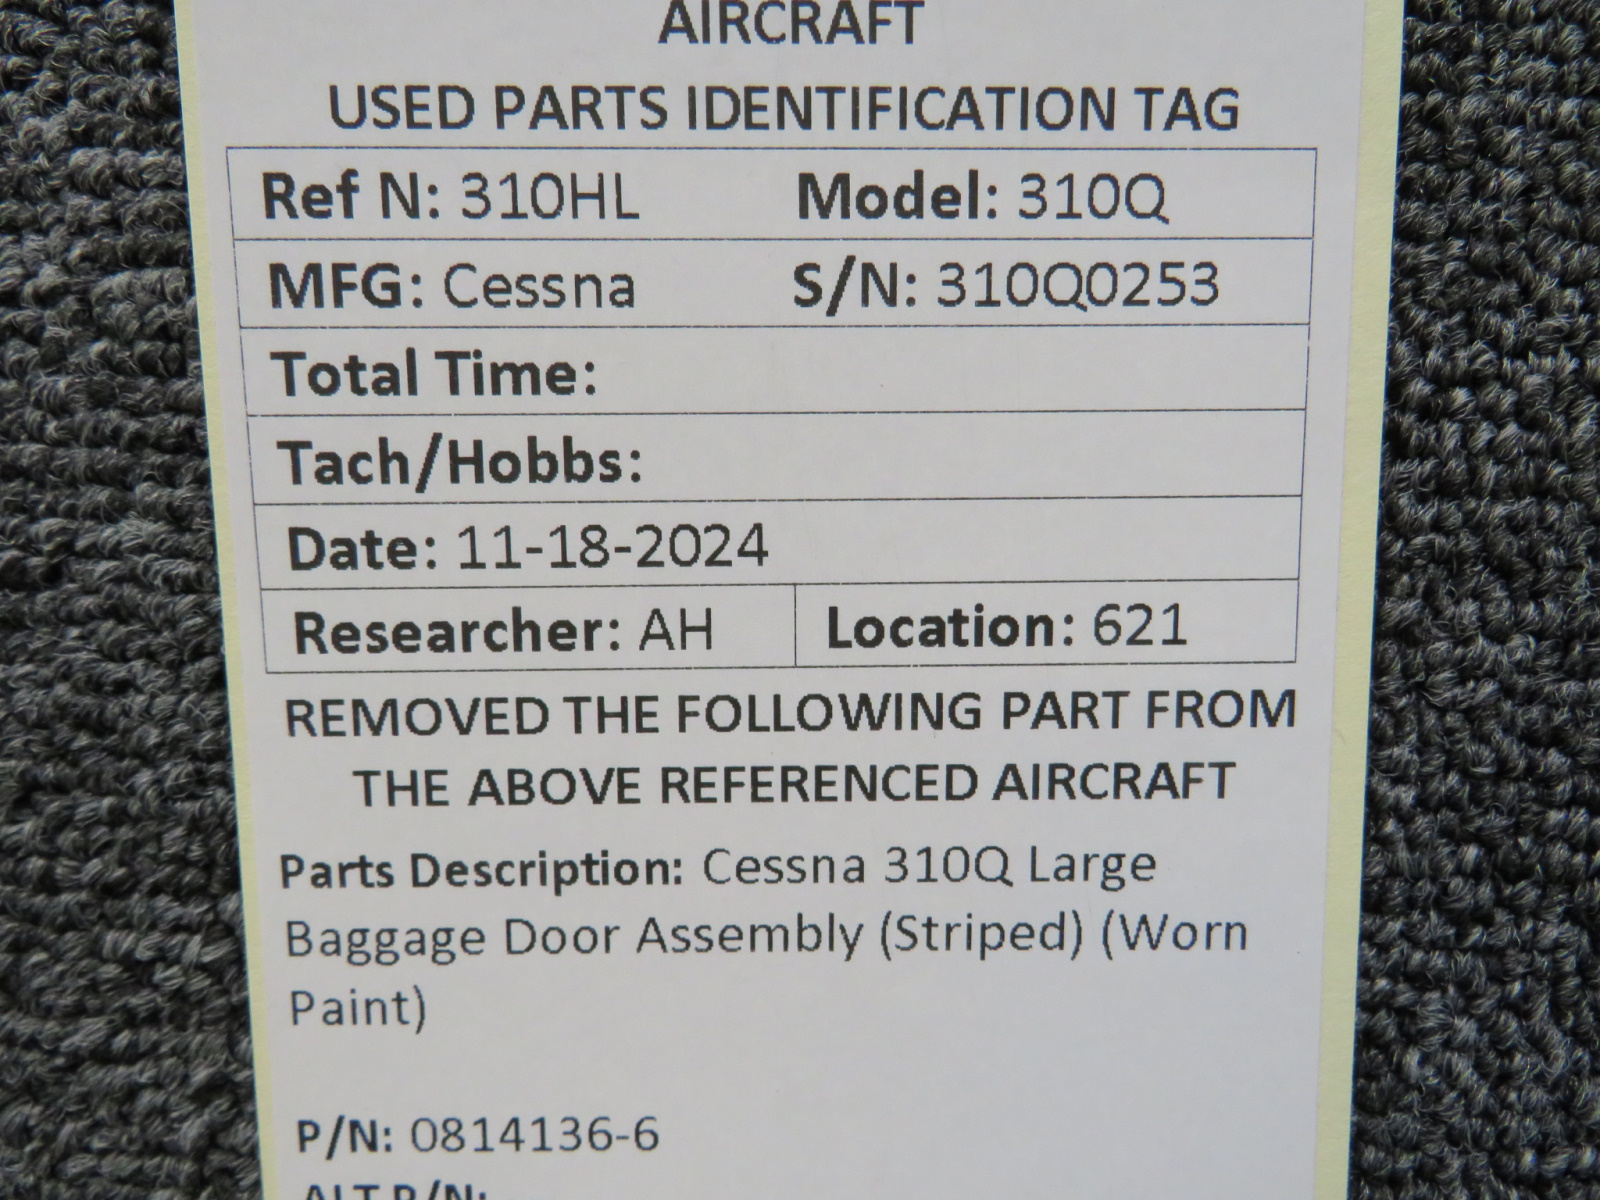 AIRCRAFT
USED PARTS IDENTIFICATION TAG
Ref N: 310HL Model: 310Q
MFG: Cessna S/N: 310Q0253
Total Time:
Tach/Hobbs:
Date: 11-18-2024
Researcher: AH Location: 621
REMOVED THE FOLLOWING PART FROM
THE ABOVE REFERENCED AIRCRAFT
Parts Description: Cessna 310Q Large
Baggage Door Assembly (Striped) (Worn
Paint)
P/N: 0814136-6
ALT P/N: